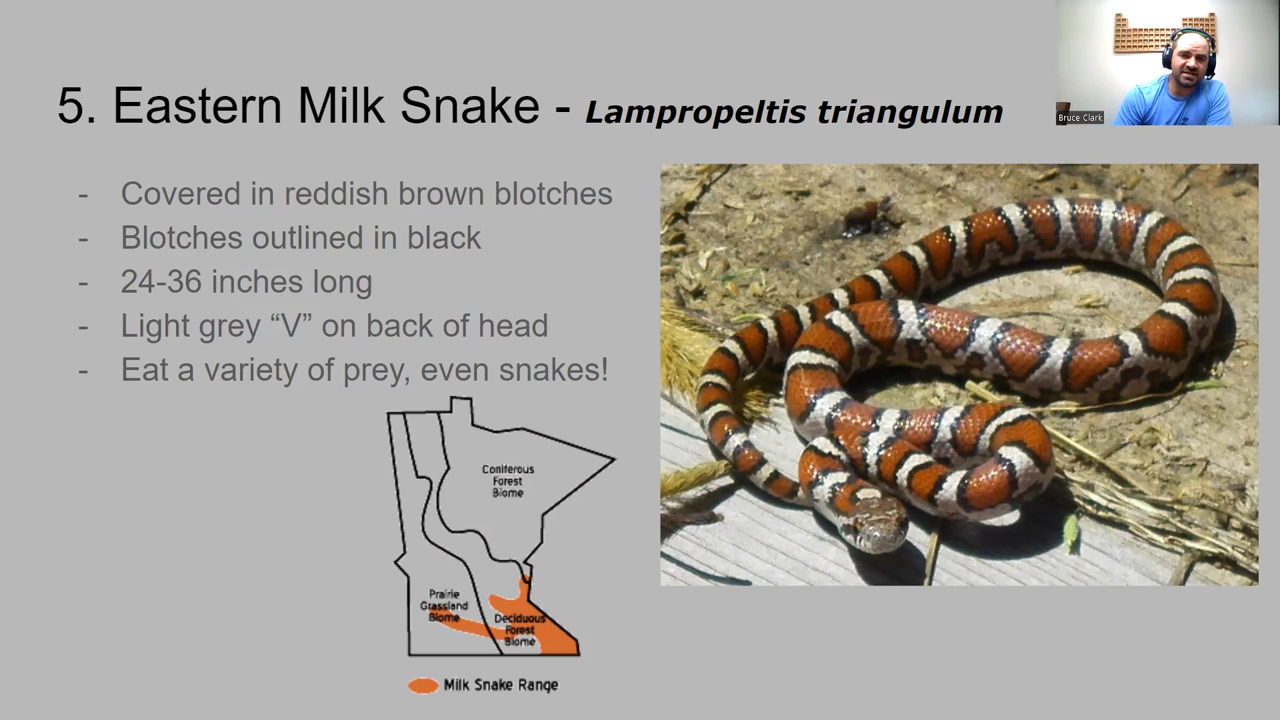 5. Eastern Milk Snake - Lampropeltis triangulum
Bruce Clark
- Covered in reddish brown blotches
- Blotches outlined in black
- 24-36 inches long
- Light grey “V” on back of head
- Eat a variety of prey, even snakes!
Coniferous
Forest
Biome
Prairie
Grassland
Biome
Deciduous
Forest
Biome
Milk Snake Range